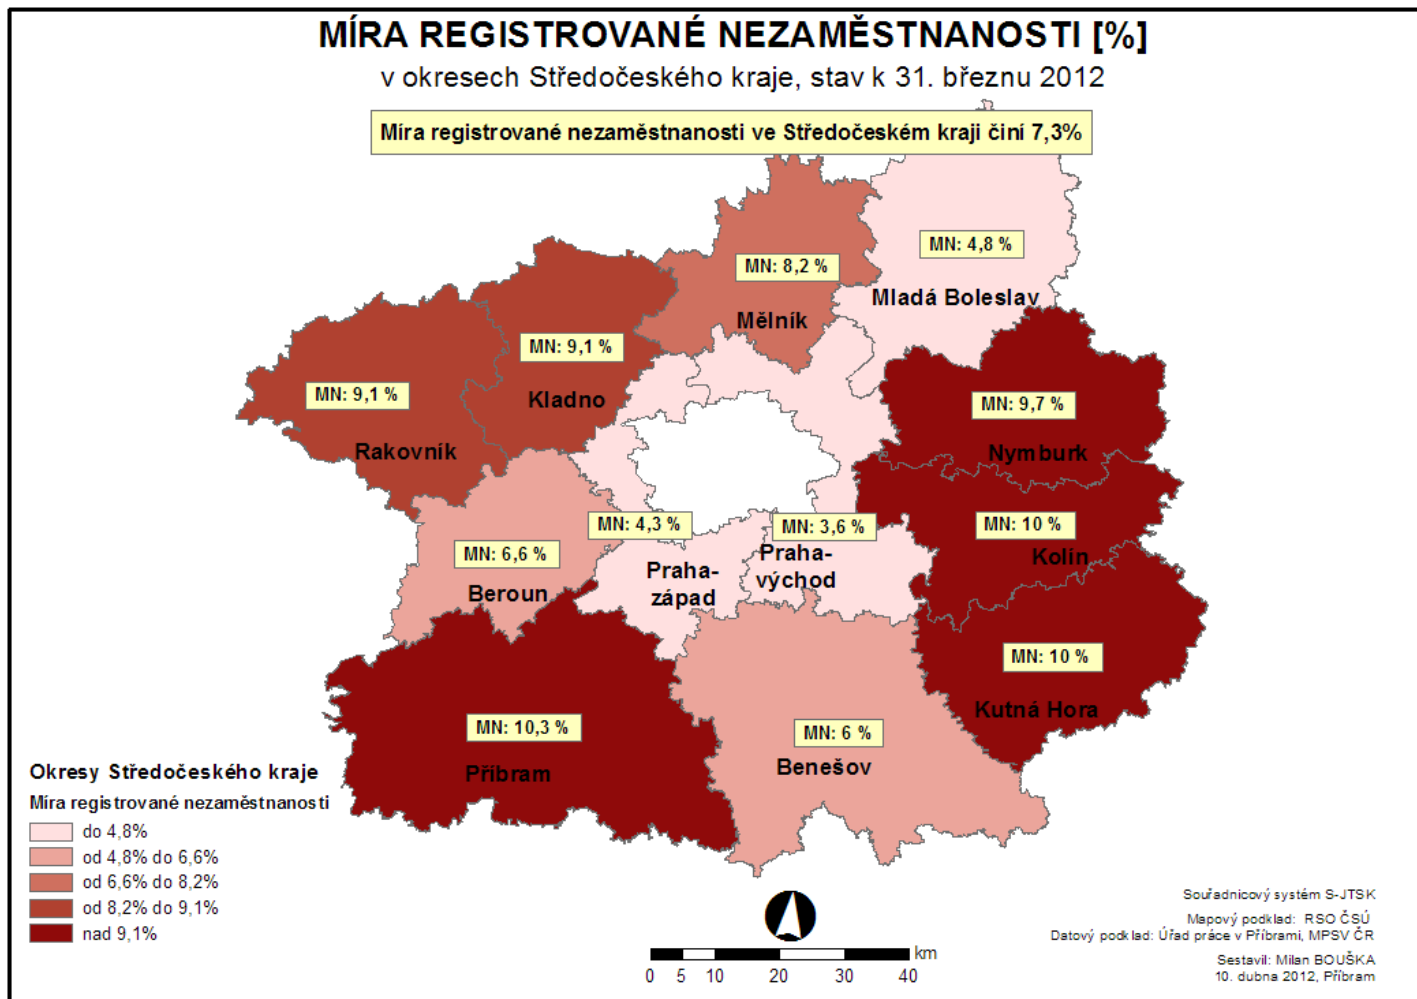 MÍRA REGISTROVANÉ NEZAMĚSTNANOSTI [%]
v okresech Středočeského kraje, stav k 31. březnu 2012
Míra registrované nezaměstnanosti ve Středočeském kraji činí 7,3%
MN: 4,8 %
Mladá Boleslav
MN: 8,2 %
Mělník
MN: 9,1 %
Kladno
MN: 9,1 %
Rakovník
MN: 9,7 %
Nymburk
MN: 4,3 %
Praha-
západ
MN: 3,6 %
Praha-
východ
MN: 10 %
Kolín
MN: 6,6 %
Beroun
MN: 10 %
Kutná Hora
MN: 10,3 %
Příbram
MN: 6 %
Benešov
Okresy Středočeského kraje
Míra registrované nezaměstnanosti
do 4,8%
od 4,8% do 6,6%
od 6,6% do 8,2%
od 8,2% do 9,1%
nad 9,1%
km
0 5 10 20 30 40
Souřadnicový systém S-JTSK
Mapový podklad: RSO ČSÚ
Datový podklad: Úřad práce v Příbrami, MPSV ČR
Sestavil: Milan BOUŠKA
10. dubna 2012, Příbram